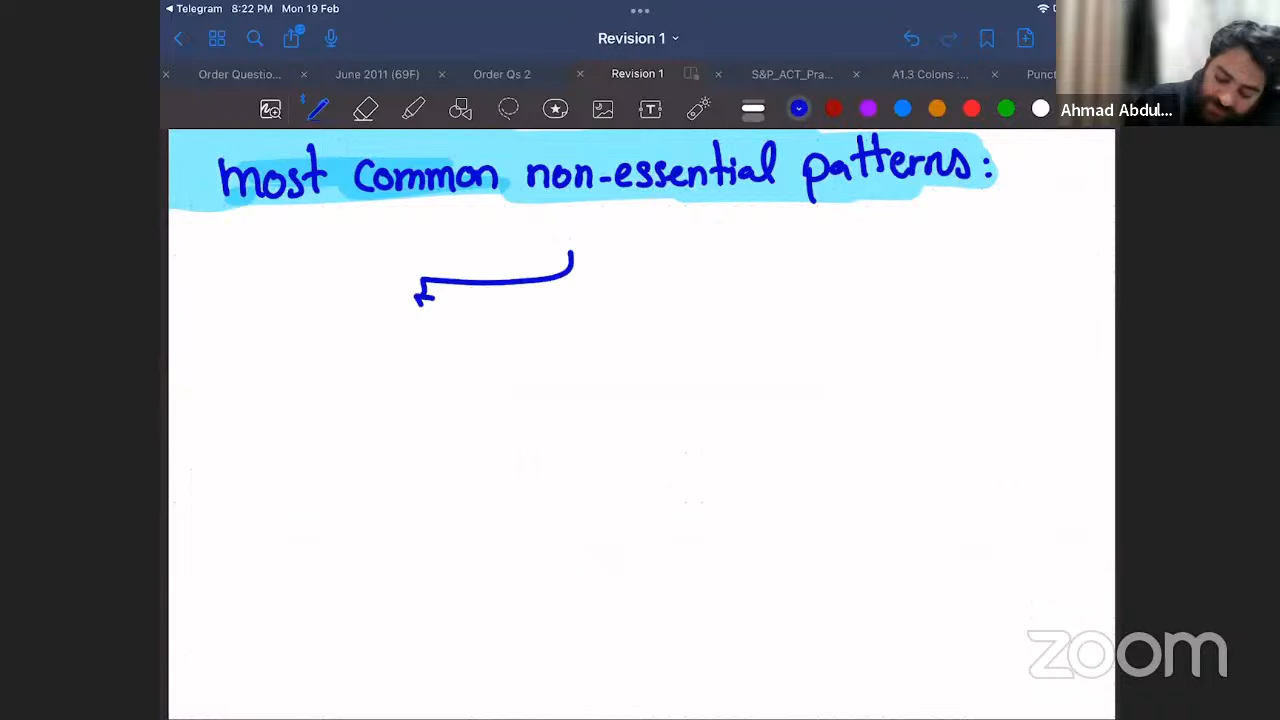 Telegram 8:22 PM Mon 19 Feb
Revision 1
Order Questio... June 2011 (69F) Order Qs 2 Revision 1 S&P_ACT_Pra... A1.3 Colons :... Punct
Ahmad Abdul...
most common non-essential patterns:
zoom